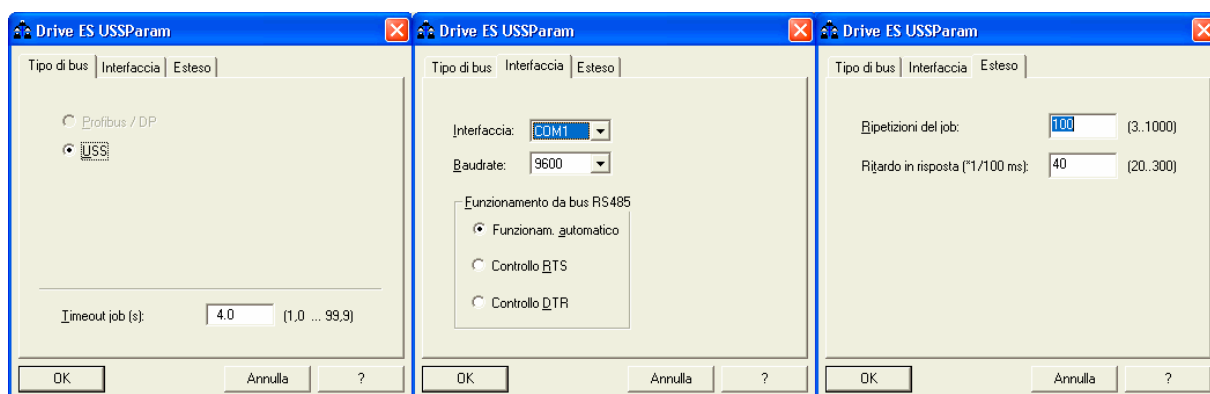 Drive ES USSParam
Tipo di bus
Interfaccia
Esteso
Profibus / DP
USS
Timeout job (s):
4.0
(1,0 ... 99,9)
OK
Annulla
?
Drive ES USSParam
Tipo di bus
Interfaccia
Esteso
Interfaccia:
COM1
Baudrate:
9600
Funzionamento da bus RS485
Funzionam. automatico
Controllo RTS
Controllo DTR
OK
Annulla
?
Drive ES USSParam
Tipo di bus
Interfaccia
Esteso
Ripetizioni del job:
100
(3..1000)
Ritardo in risposta (*1/100 ms):
40
(20..300)
OK
Annulla
?